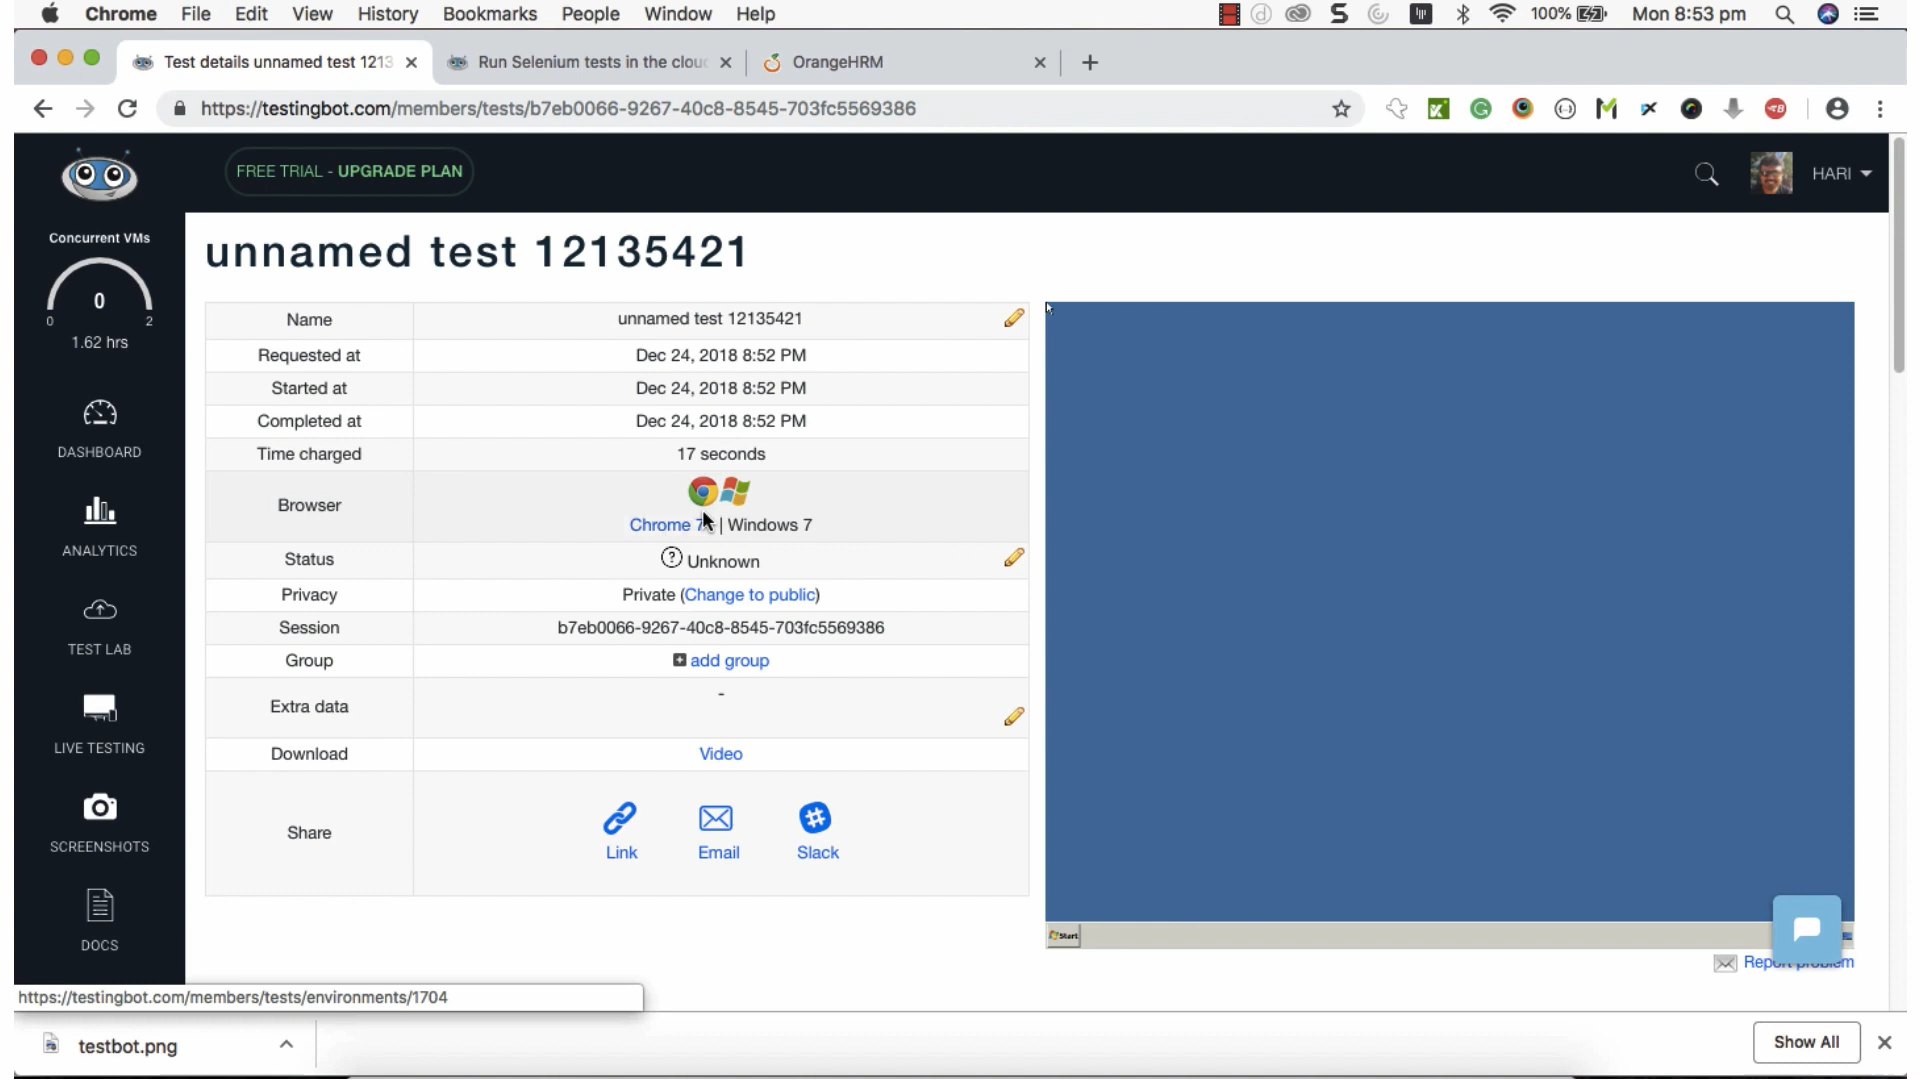 Chrome File Edit View History Bookmarks People Window Help 100% Mon 8:53 pm
Test details unnamed test 1213 Run Selenium tests in the clou OrangeHRM
https://testingbot.com/members/tests/b7eb0066-9267-40c8-8545-703fc5569386
FREE TRIAL - UPGRADE PLAN HARI
Concurrent VMs
0
0 2
1.62 hrs
DASHBOARD
ANALYTICS
TEST LAB
LIVE TESTING
SCREENSHOTS
DOCS
unnamed test 12135421
Name unnamed test 12135421
Requested at Dec 24, 2018 8:52 PM
Started at Dec 24, 2018 8:52 PM
Completed at Dec 24, 2018 8:52 PM
Time charged 17 seconds
Browser
Chrome | Windows 7
Status Unknown
Privacy Private (Change to public)
Session b7eb0066-9267-40c8-8545-703fc5569386
Group add group
Extra data -
Download Video
Share
Link Email Slack
Start
Report problem
https://testingbot.com/members/tests/environments/1704
testbot.png Show All